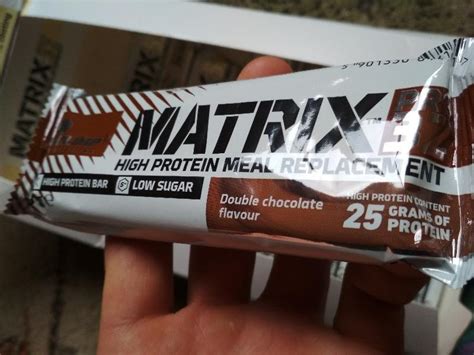 MATRIX
MATRIX
HIGH PROTEIN MEAL REPLACEMENT
HIGH PROTEIN BAR
LOW SUGAR
Double chocolate
flavour
HIGH PROTEIN CONTENT
25 GRAMS OF
PROTEIN